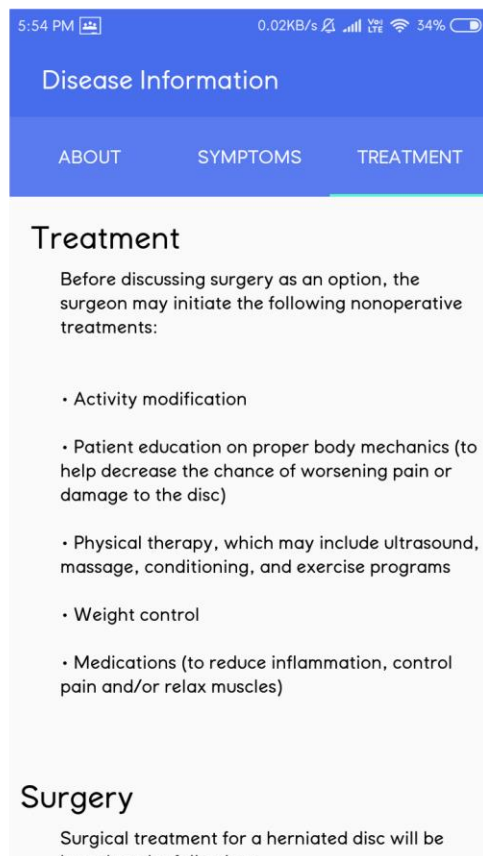 5:54 PM 0.02KB/s VoLTE 34%
Disease Information
ABOUT SYMPTOMS TREATMENT
Treatment
Before discussing surgery as an option, the
surgeon may initiate the following nonoperative
treatments:
• Activity modification
• Patient education on proper body mechanics (to
help decrease the chance of worsening pain or
damage to the disc)
• Physical therapy, which may include ultrasound,
massage, conditioning, and exercise programs
• Weight control
• Medications (to reduce inflammation, control
pain and/or relax muscles)
Surgery
Surgical treatment for a herniated disc will be